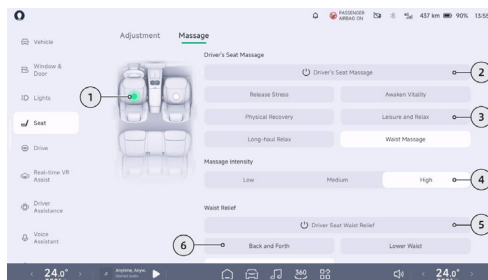 PASSENGER
AIRBAG ON
437 km
90%
13:55
Vehicle
Adjustment
Massage
Driver's Seat Massage
Window &
Door
Driver's Seat Massage
2
1
Release Stress
Awaken Vitality
Lights
Physical Recovery
Leisure and Relax
3
Seat
Long-haul Relax
Waist Massage
Drive
Massage Intensity
Real-time VR
Assist
Low
Medium
High
4
Driver
Assistance
Waist Relief
Driver Seat Waist Relief
5
Voice
Assistant
6
Back and Forth
Lower Waist
24.0°
Anytime, Anyw.
360
24.0°